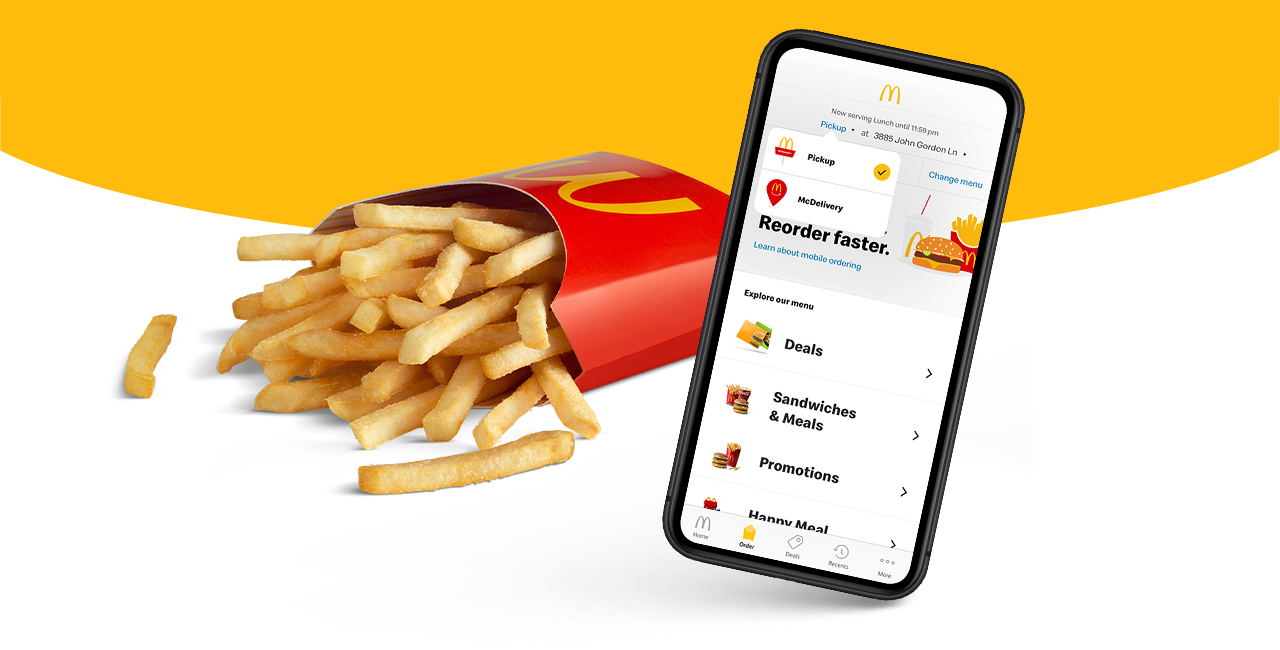 Now serving Lunch until 11:59 pm
Pickup at 3885 John Gordon Ln
Pickup
Change menu
McDelivery
Reorder faster.
Learn about mobile ordering
Explore our menu
Deals
Sandwiches
& Meals
Promotions
Happy Meal
Home
Order
Deals
Recents
More